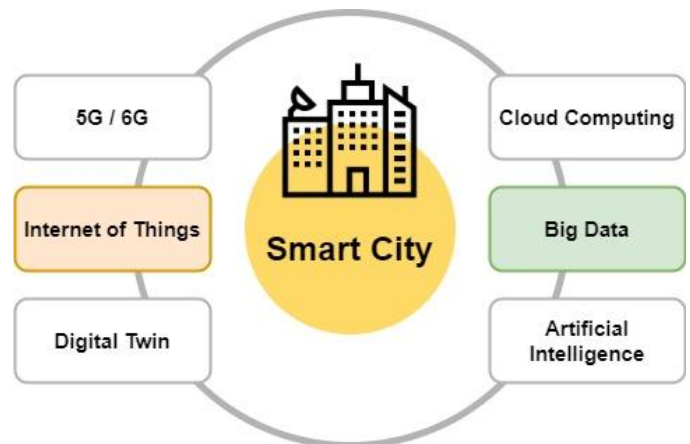 5G / 6G
Internet of Things
Digital Twin
Smart City
Cloud Computing
Big Data
Artificial
Intelligence